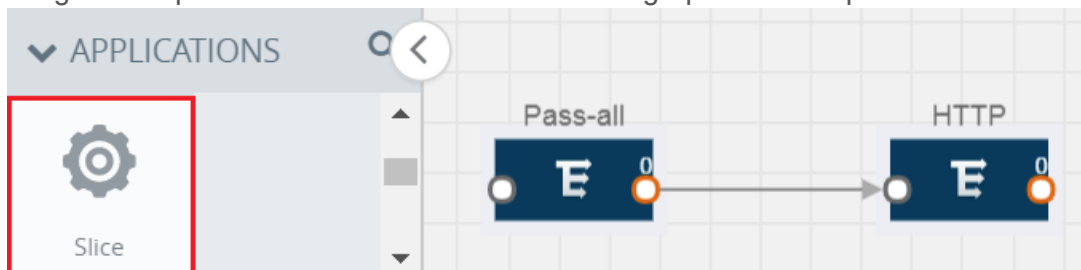 APPLICATIONS
Pass-all
HTTP
0
0
Slice